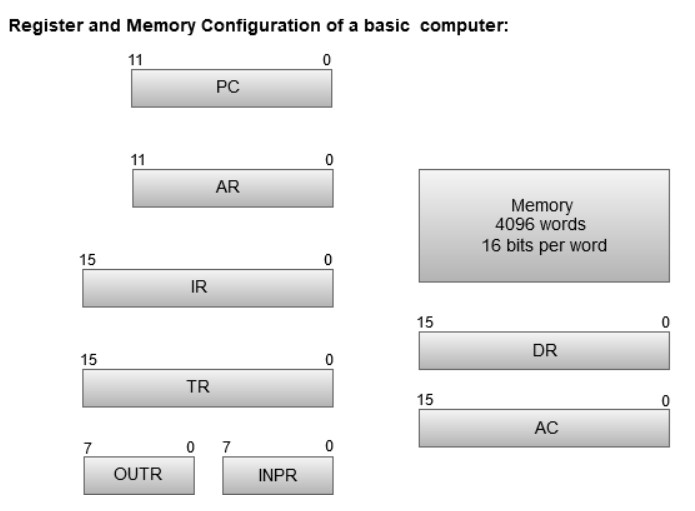 Register and Memory Configuration of a basic computer:
11 0
PC
11 0
AR
Memory
4096 words
16 bits per word
15 0
IR
15 0
DR
15 0
TR
15 0
AC
7 0 7 0
OUTR INPR